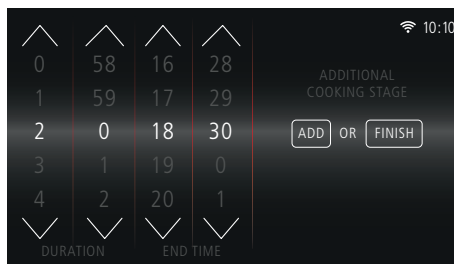 10:10
0 58 16 28
1 59 17 29
2 0 18 30
3 1 19 0
4 2 20 1
DURATION END TIME
ADDITIONAL
COOKING STAGE
ADD OR FINISH